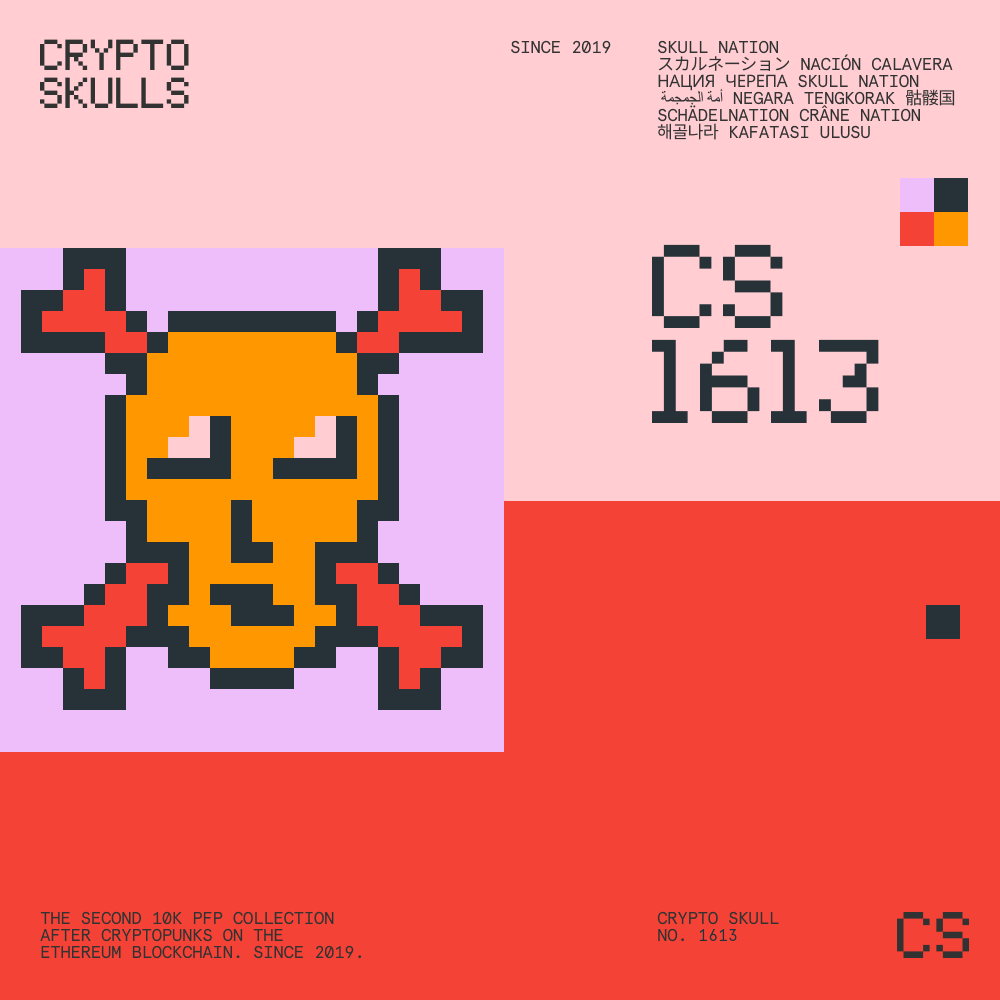 CRYPTO
SKULLS
SINCE 2019
SKULL NATION
スカルネーション NACIÓN CALAVERA
НАЦИЯ ЧЕРЕПА SKULL NATION
أمة الجمجمة NEGARA TENGKORAK 骷髅国
SCHÄDELNATION CRÂNE NATION
해골나라 KAFATASI ULUSU
CS
1613
THE SECOND 10K PFP COLLECTION
AFTER CRYPTOPUNKS ON THE
ETHEREUM BLOCKCHAIN. SINCE 2019.
CRYPTO SKULL
NO. 1613
CS